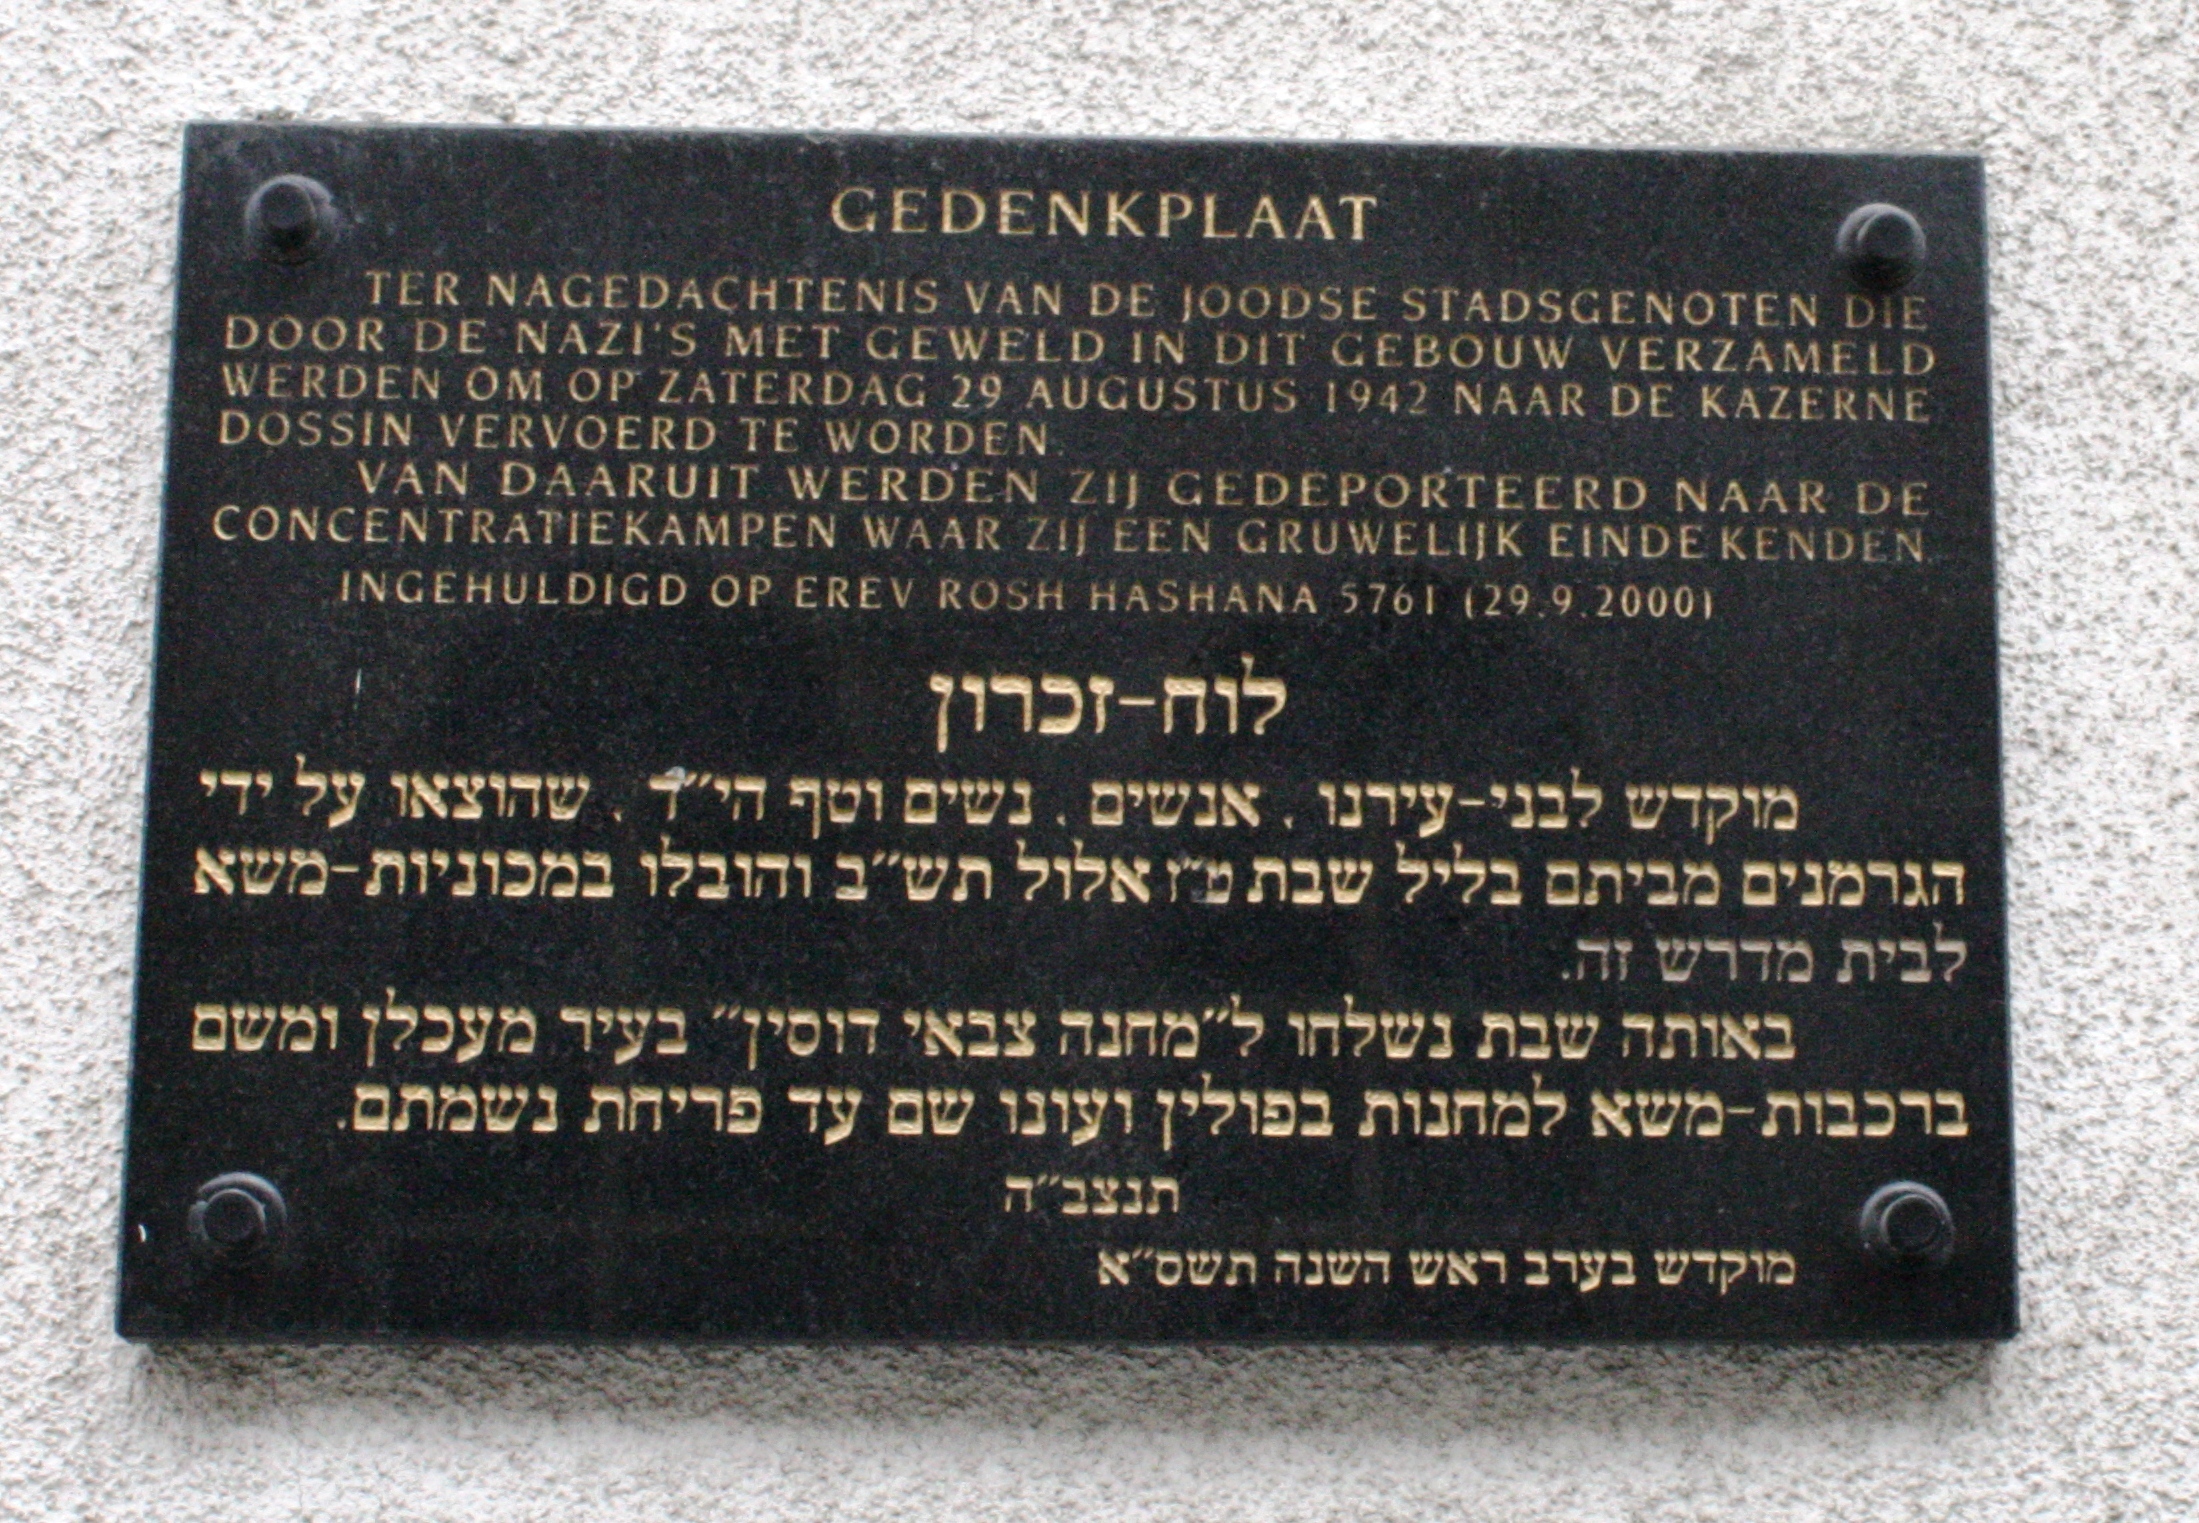 GEDENKPLAAT
TER NAGEDACHTENIS VAN DE JOODSE STADSGENOTEN DIE
DOOR DE NAZI'S MET GEWELD IN DIT GEBOUW VERZAMELD
WERDEN OM OP ZATERDAG 29 AUGUSTUS 1942 NAAR DE KAZERNE
DOSSIN VERVOERD TE WORDEN.
VAN DAARUIT WERDEN ZIJ GEDEPORTEERD NAAR DE
CONCENTRATIEKAMPEN WAAR ZIJ EEN GRUWELIJK EINDE KENDEN.
INGEHULDIGD OP EREV ROSH HASHANA 5761 (29.9.2000)
לוח-זכרון
מוקדש לבני-עירנו, אנשים, נשים וטף הי״ד, שהוצאו על ידי
הגרמנים מביתם בליל שבת ט״ז אלול תש״ב והובלו במכוניות-משא
לבית מדרש זה.
באותה שבת נשלחו ל״מחנה צבאי דוסין״ בעיר מעכלן ומשם
ברכבות-משא למחנות בפולין ועונו שם עד פריחת נשמתם.
תנצב״ה
מוקדש בערב ראש השנה תשס״א